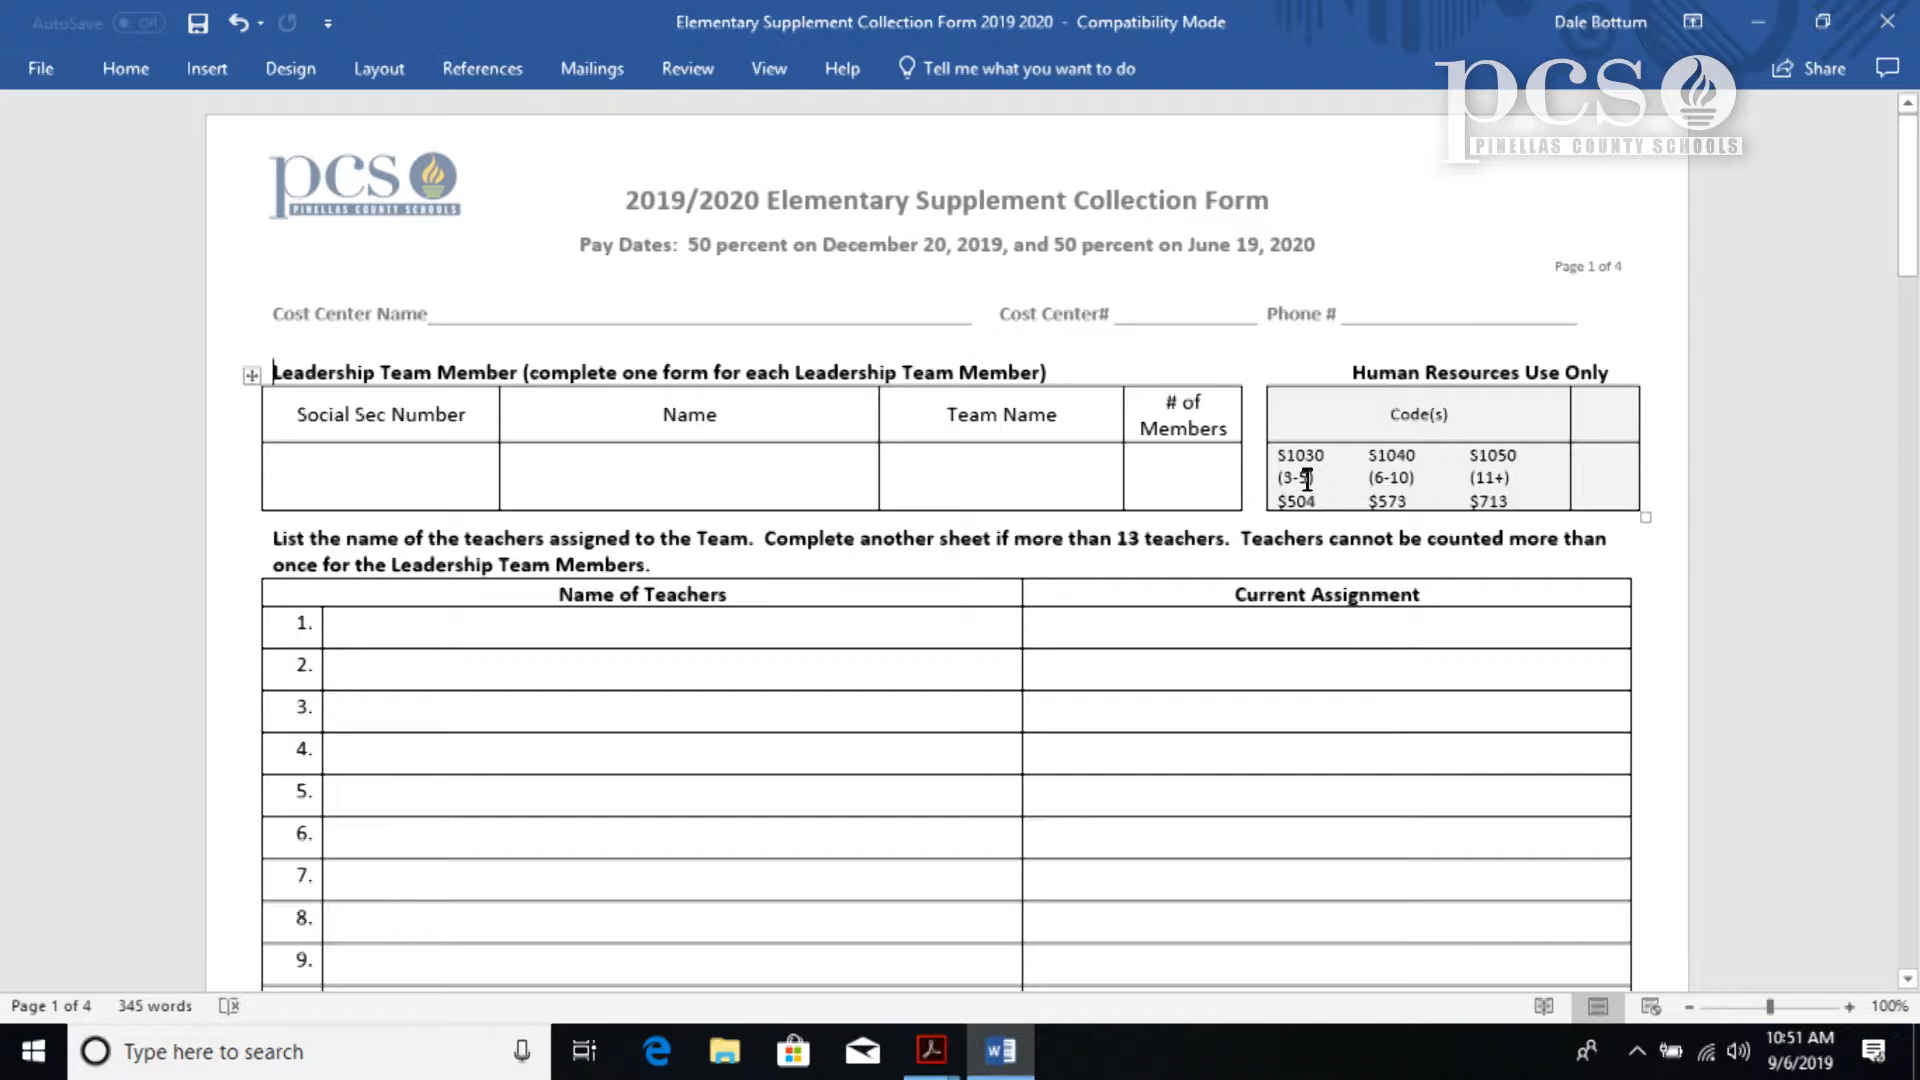 AutoSave Off
Elementary Supplement Collection Form 2019 2020 - Compatibility Mode
Dale Bottum
File Home Insert Design Layout References Mailings Review View Help Tell me what you want to do
Share
pcs
PINELLAS COUNTY SCHOOLS
pcs
PINELLAS COUNTY SCHOOLS
2019/2020 Elementary Supplement Collection Form
Pay Dates: 50 percent on December 20, 2019, and 50 percent on June 19, 2020
Page 1 of 4
Cost Center Name Cost Center# Phone #
Leadership Team Member (complete one form for each Leadership Team Member)
Human Resources Use Only
Social Sec Number Name Team Name # of Members
Code(s)
S1030 S1040 S1050
(3-5) (6-10) (11+)
$504 $573 $713
List the name of the teachers assigned to the Team. Complete another sheet if more than 13 teachers. Teachers cannot be counted more than
once for the Leadership Team Members.
Name of Teachers Current Assignment
1.
2.
3.
4.
5.
6.
7.
8.
9.
Page 1 of 4 345 words
100%
Type here to search
10:51 AM
9/6/2019